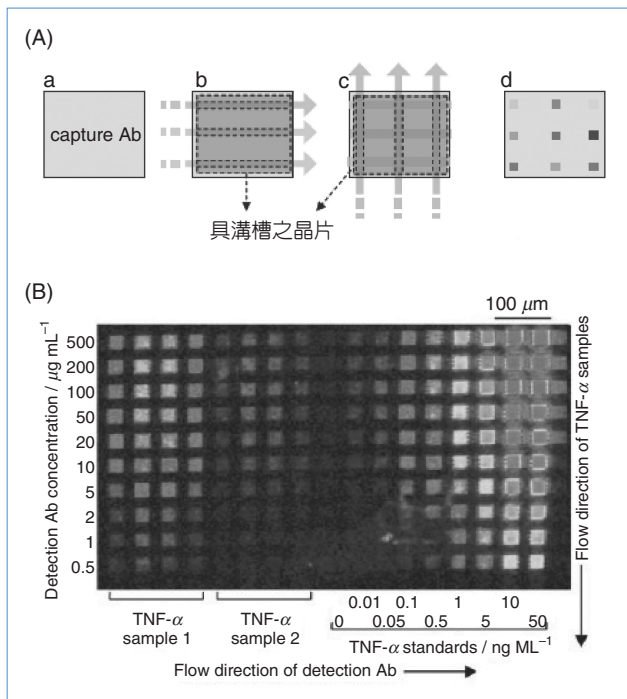 (A)
a
b
c
d
capture Ab
具溝槽之晶片
(B)
100 μm
Detection Ab concentration / μg mL⁻¹
500
200
100
50
20
10
5
2
1
0.5
Flow direction of TNF-α samples
TNF-α sample 1
TNF-α sample 2
0.01 0.1 1 10
0 0.05 0.5 5 50
TNF-α standards / ng ML⁻¹
Flow direction of detection Ab